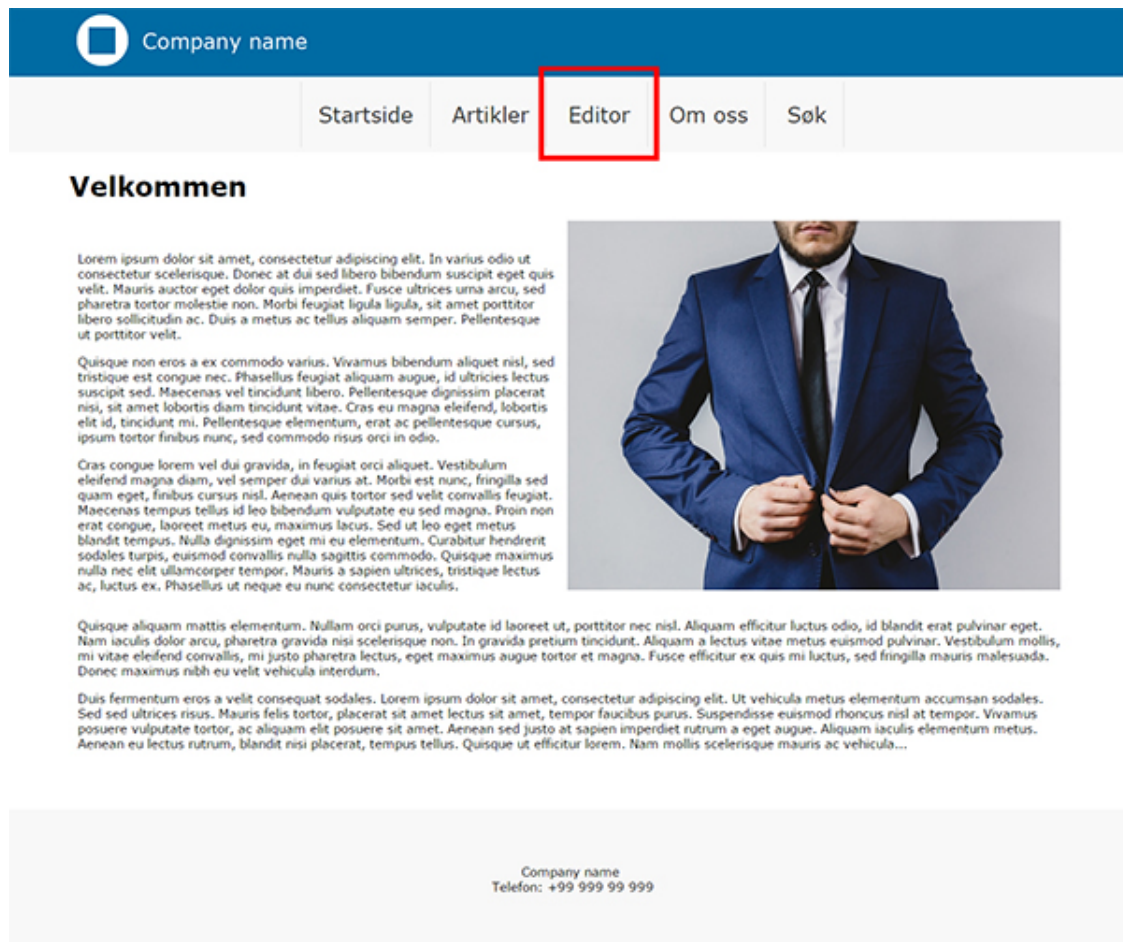 Company name
Startside
Artikler
Editor
Om oss
Søk
Velkommen
Lorem ipsum dolor sit amet, consectetur adipiscing elit. In varius odio ut
consectetur scelerisque. Donec at dui sed libero bibendum suscipit eget quis
velit. Mauris auctor eget dolor quis imperdiet. Fusce ultrices urna arcu, sed
pharetra tortor molestie non. Morbi feugiat ligula ligula, sit amet porttitor
libero sollicitudin ac. Duis a metus ac tellus aliquam semper. Pellentesque
ut porttitor velit.
Quisque non eros a ex commodo varius. Vivamus bibendum aliquet nisl, sed
tristique est congue nec. Phasellus feugiat aliquam augue, id ultricies lectus
suscipit sed. Maecenas vel tincidunt libero. Pellentesque dignissim placerat
nisi, sit amet lobortis diam tincidunt vitae. Cras eu magna eleifend, lobortis
elit id, tincidunt mi. Pellentesque elementum, erat ac pellentesque cursus,
ipsum tortor finibus nunc, sed commodo risus orci in odio.
Cras congue lorem vel dui gravida, in feugiat orci aliquet. Vestibulum
eleifend magna diam, vel semper dui varius at. Morbi est nunc, fringilla sed
quam eget, finibus cursus nisl. Aenean quis tortor sed velit convallis feugiat.
Maecenas tempus tellus id leo bibendum vulputate eu sed magna. Proin non
erat congue, laoreet metus eu, maximus lacus. Sed ut leo eget metus
blandit tempus. Nulla dignissim eget mi eu elementum. Curabitur hendrerit
sodales turpis, euismod convallis nulla sagittis commodo. Quisque maximus
nulla nec elit ullamcorper tempor. Mauris a sapien ultrices, tristique lectus
ac, luctus ex. Phasellus ut neque eu nunc consectetur iaculis.
Quisque aliquam mattis elementum. Nullam orci purus, vulputate id laoreet ut, porttitor nec nisl. Aliquam efficitur luctus odio, id blandit erat pulvinar eget.
Nam iaculis dolor arcu, pharetra gravida nisi scelerisque non. In gravida pretium tincidunt. Aliquam a lectus vitae metus euismod pulvinar. Vestibulum mollis,
mi vitae eleifend convallis, mi justo pharetra lectus, eget maximus augue tortor et magna. Fusce efficitur ex quis mi luctus, sed fringilla mauris malesuada.
Donec maximus nibh eu velit vehicula interdum.
Duis fermentum eros a velit consequat sodales. Lorem ipsum dolor sit amet, consectetur adipiscing elit. Ut vehicula metus elementum accumsan sodales.
Sed sed ultrices risus. Mauris felis tortor, placerat sit amet lectus sit amet, tempor faucibus purus. Suspendisse euismod rhoncus nisl at tempor. Vivamus
posuere vulputate tortor, ac aliquam elit posuere sit amet. Aenean sed justo at sapien imperdiet rutrum a eget augue. Aliquam iaculis elementum metus.
Aenean eu lectus rutrum, blandit nisi placerat, tempus tellus. Quisque ut efficitur lorem. Nam mollis scelerisque mauris ac vehicula...
Company name
Telefon: +99 999 99 999